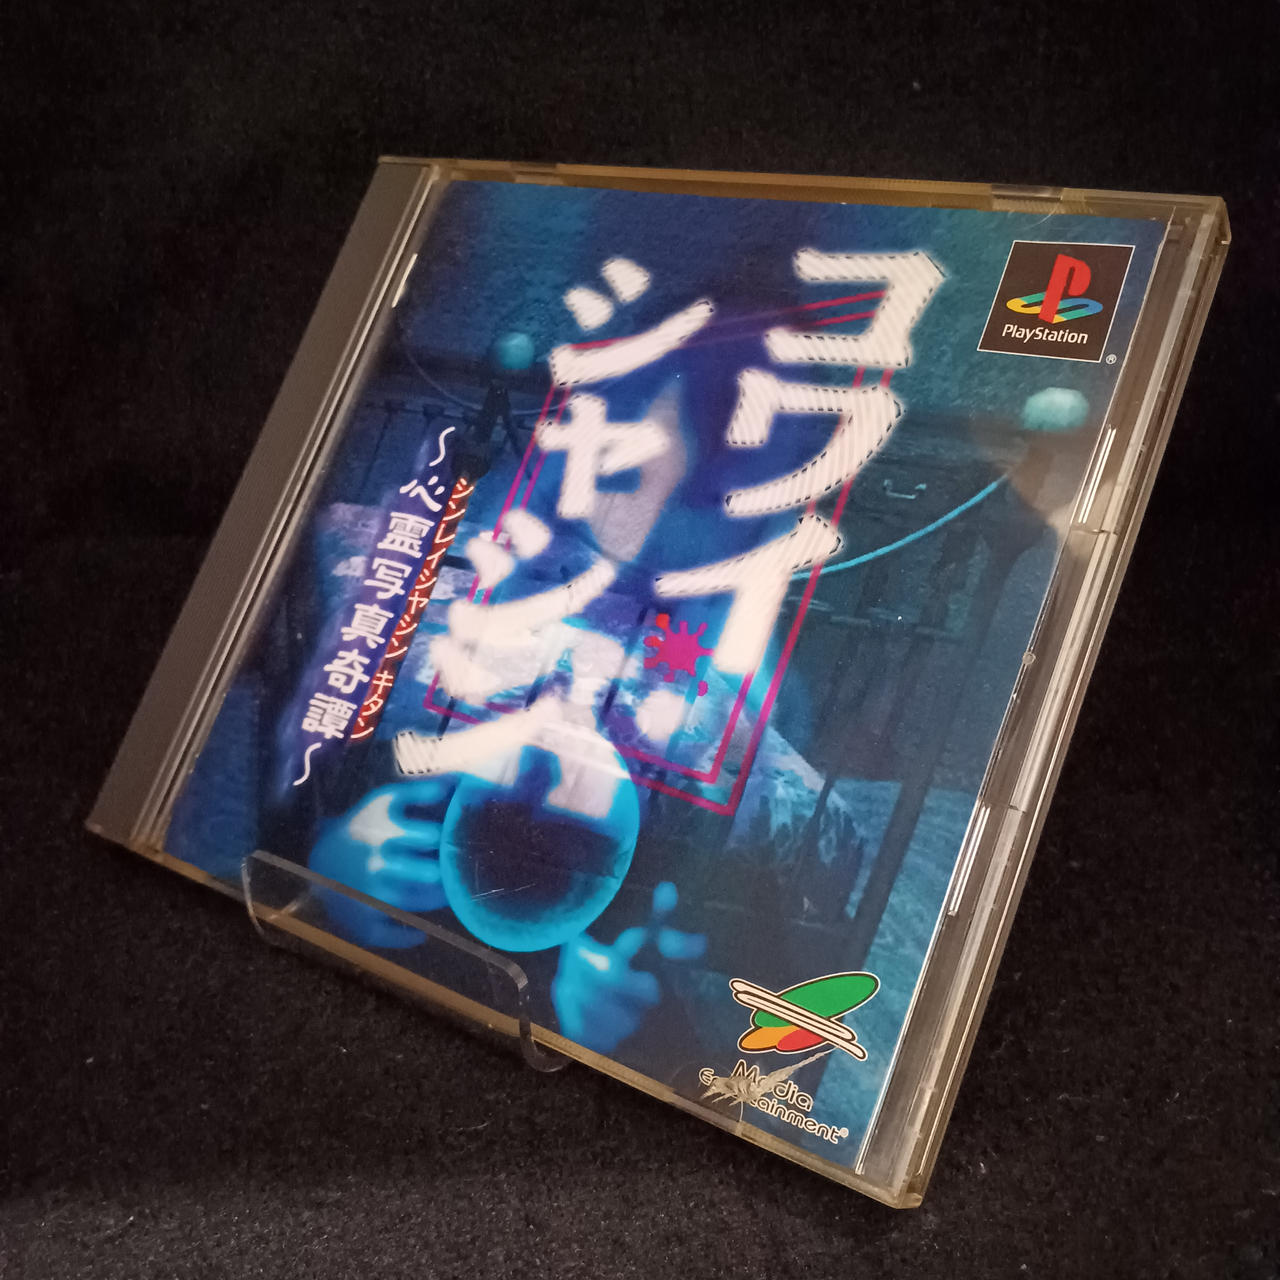 コワイ・
シャシン
シンレイシャシン キタン
〜心霊写真奇譚〜
PlayStation
®
Media
Entertainment®